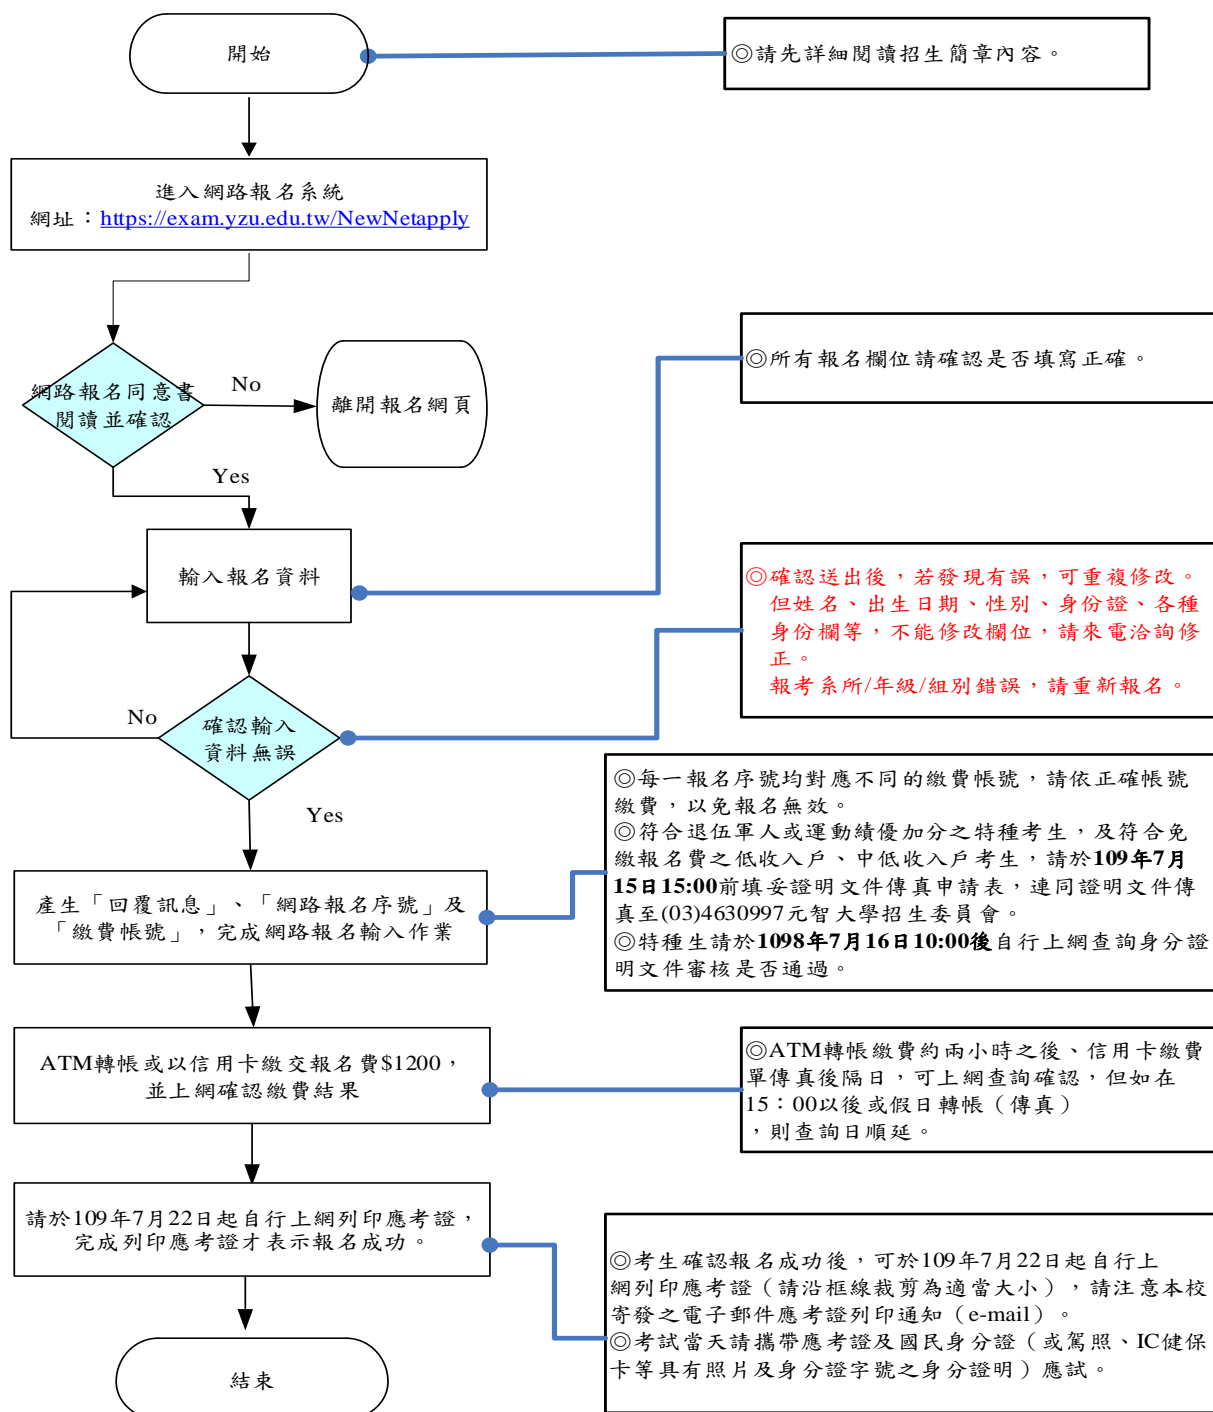 開始
◎請先詳細閱讀招生簡章內容。
進入網路報名系統
網址：https://exam.yzu.edu.tw/NewNetapply
◎所有報名欄位請確認是否填寫正確。
網路報名同意書
閱讀並確認
No
離開報名網頁
Yes
輸入報名資料
◎確認送出後，若發現有誤，可重複修改。
但姓名、出生日期、性別、身份證、各種
身份欄等，不能修改欄位，請來電洽詢修
正。
報考系所/年級/組別錯誤，請重新報名。
No
確認輸入
資料無誤
Yes
◎每一報名序號均對應不同的繳費帳號，請依正確帳號
繳費，以免報名無效。
◎符合退伍軍人或運動績優加分之特種考生，及符合免
繳報名費之低收入戶、中低收入戶考生，請於109年7月
15日15:00前填妥證明文件傳真申請表，連同證明文件傳
真至(03)4630997元智大學招生委員會。
◎特種生請於1098年7月16日10:00後自行上網查詢身分證
明文件審核是否通過。
產生「回覆訊息」、「網路報名序號」及
「繳費帳號」，完成網路報名輸入作業
ATM轉帳或以信用卡繳交報名費$1200，
並上網確認繳費結果
◎ATM轉帳繳費約兩小時之後、信用卡繳費
單傳真後隔日，可上網查詢確認，但如在
15：00以後或假日轉帳（傳真）
，則查詢日順延。
請於109年7月22日起自行上網列印應考證，
完成列印應考證才表示報名成功。
◎考生確認報名成功後，可於109年7月22日起自行上
網列印應考證（請沿框線裁剪為適當大小），請注意本校
寄發之電子郵件應考證列印通知（e-mail）。
◎考試當天請攜帶應考證及國民身分證（或駕照、IC健保
卡等具有照片及身分證字號之身分證明）應試。
結束